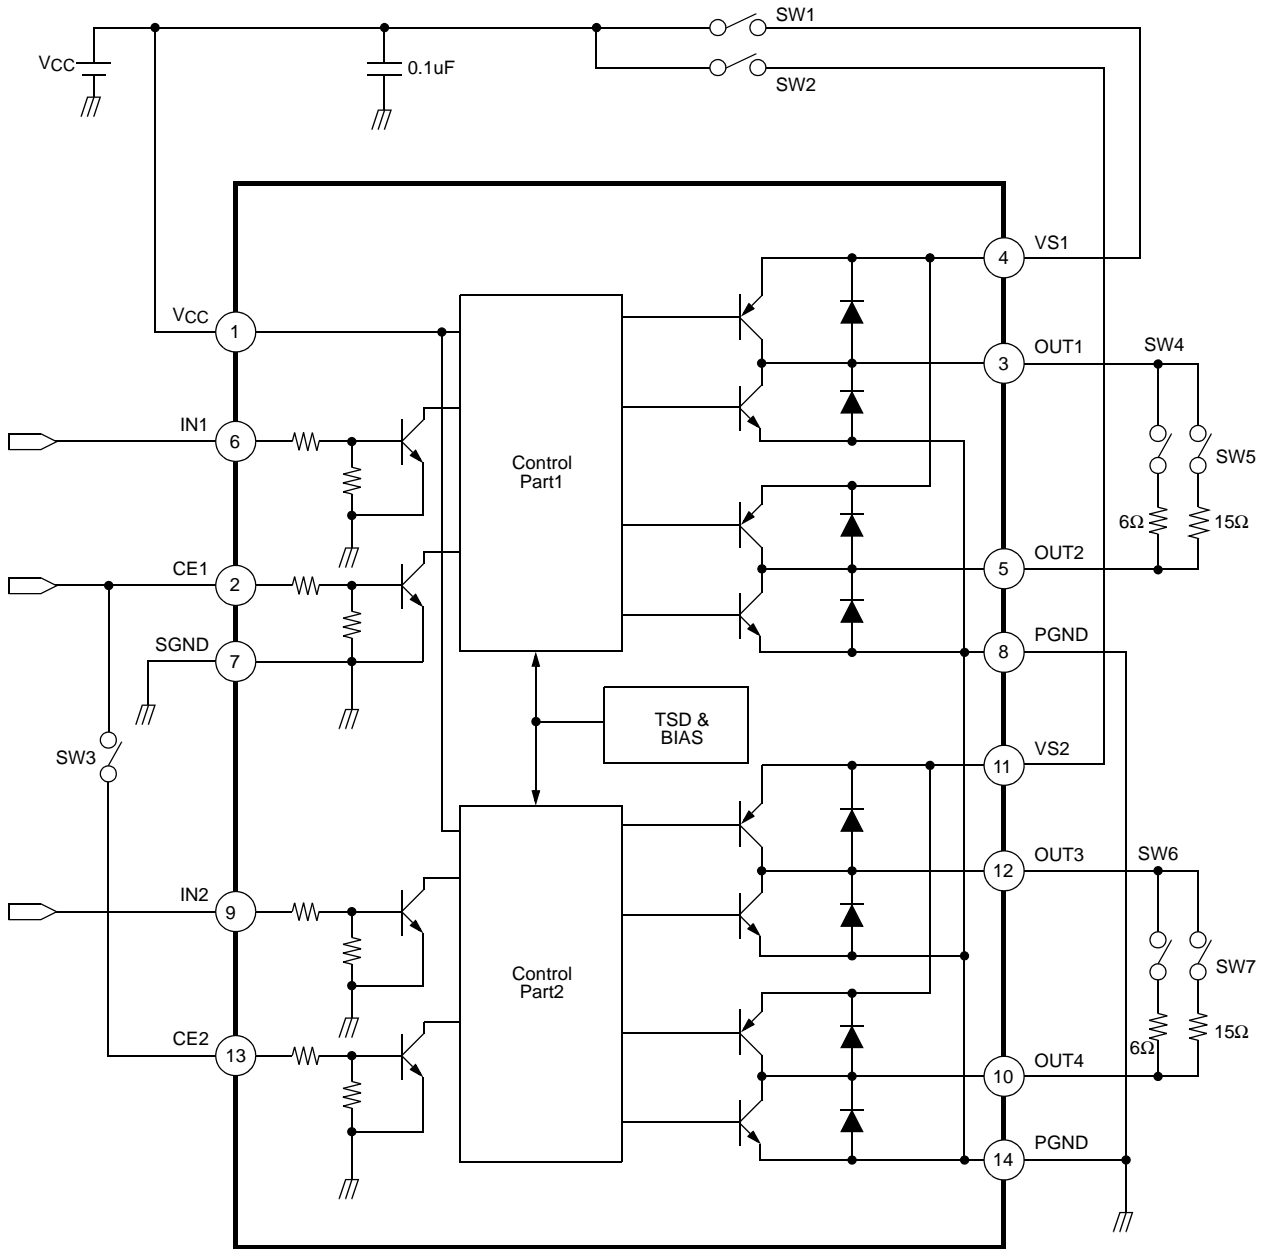 SW1
VCC
0.1uF
SW2
4
VS1
VCC
1
3
OUT1
SW4
IN1
6
Control
Part1
SW5
6Ω
15Ω
CE1
2
5
OUT2
SGND
7
8
PGND
TSD &
BIAS
SW3
11
VS2
12
OUT3
SW6
IN2
9
Control
Part2
SW7
6Ω
15Ω
CE2
13
10
OUT4
14
PGND